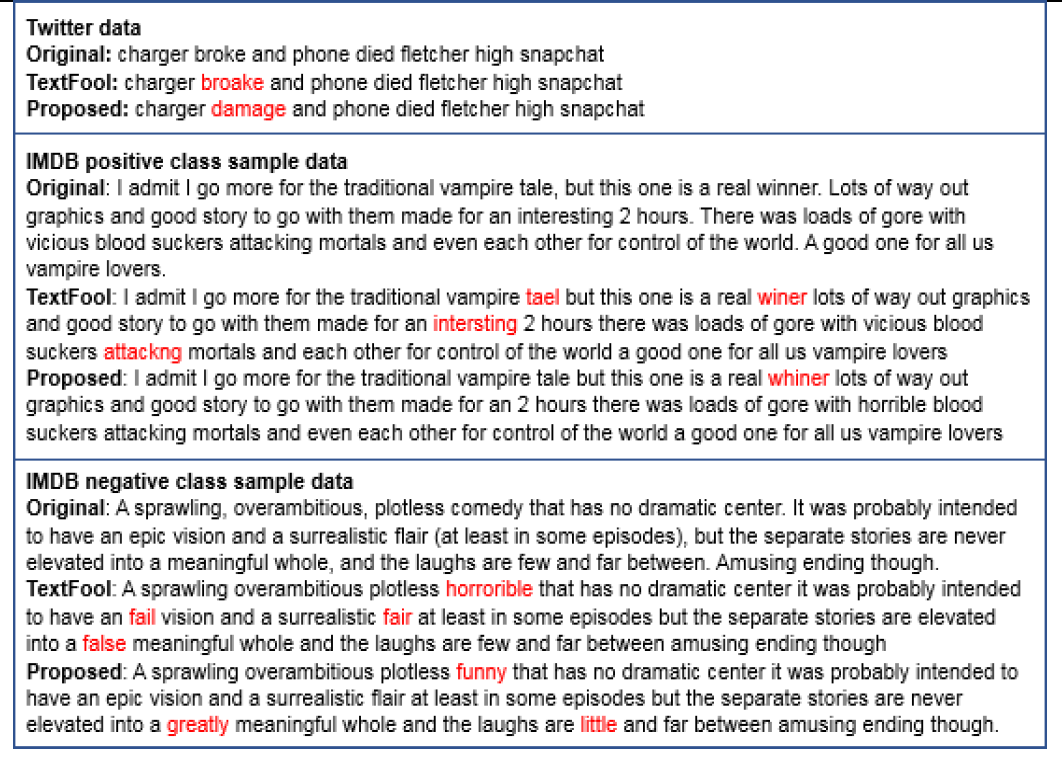 Twitter data
Original: charger broke and phone died fletcher high snapchat
TextFool: charger broake and phone died fletcher high snapchat
Proposed: charger damage and phone died fletcher high snapchat
IMDB positive class sample data
Original: I admit I go more for the traditional vampire tale, but this one is a real winner. Lots of way out
graphics and good story to go with them made for an interesting 2 hours. There was loads of gore with
vicious blood suckers attacking mortals and even each other for control of the world. A good one for all us
vampire lovers.
TextFool: I admit I go more for the traditional vampire tael but this one is a real winer lots of way out graphics
and good story to go with them made for an intersting 2 hours there was loads of gore with vicious blood
suckers attackng mortals and each other for control of the world a good one for all us vampire lovers
Proposed: I admit I go more for the traditional vampire tale but this one is a real whiner lots of way out
graphics and good story to go with them made for an 2 hours there was loads of gore with horrible blood
suckers attacking mortals and even each other for control of the world a good one for all us vampire lovers
IMDB negative class sample data
Original: A sprawling, overambitious, plotless comedy that has no dramatic center. It was probably intended
to have an epic vision and a surrealistic flair (at least in some episodes), but the separate stories are never
elevated into a meaningful whole, and the laughs are few and far between. Amusing ending though.
TextFool: A sprawling overambitious plotless horrorible that has no dramatic center it was probably intended
to have an fail vision and a surrealistic fair at least in some episodes but the separate stories are elevated
into a false meaningful whole and the laughs are few and far between amusing ending though
Proposed: A sprawling overambitious plotless funny that has no dramatic center it was probably intended to
have an epic vision and a surrealistic flair at least in some episodes but the separate stories are never
elevated into a greatly meaningful whole and the laughs are little and far between amusing ending though.